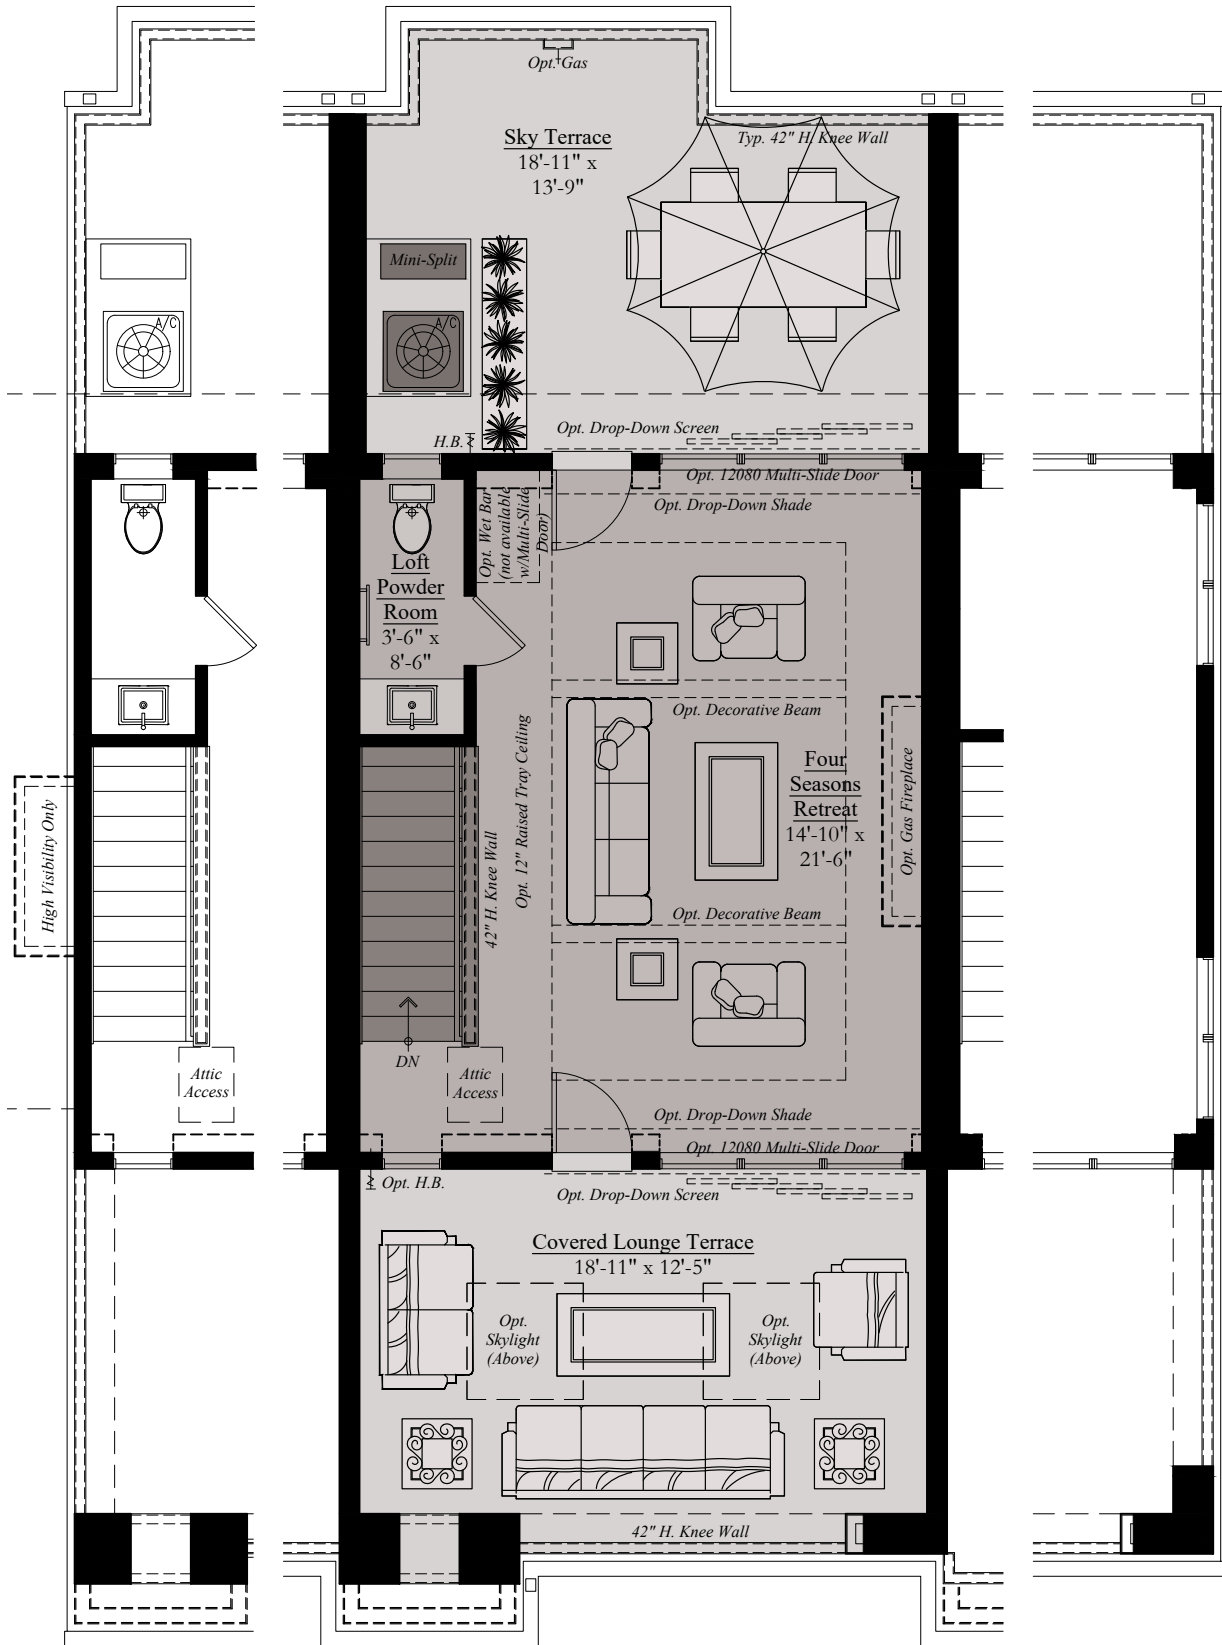 Opt. Gas
Sky Terrace
18'-11" x
13'-9"
Typ. 42" H. Knee Wall
Mini-Split
A/C
A/C
H.B.
Opt. Drop-Down Screen
Opt. 12080 Multi-Slide Door
Opt. Drop-Down Shade
Opt. Wet Bar
(not available
w/Multi-Slide
Door)
Loft
Powder
Room
3'-6" x
8'-6"
Opt. Decorative Beam
Four
Seasons
Retreat
14'-10" x
21'-6"
Opt. Gas Fireplace
Opt. 12" Raised Tray Ceiling
42" H. Knee Wall
High Visibility Only
Opt. Decorative Beam
DN
Attic
Access
Attic
Access
Opt. Drop-Down Shade
Opt. 12080 Multi-Slide Door
Opt. H.B.
Opt. Drop-Down Screen
Covered Lounge Terrace
18'-11" x 12'-5"
Opt.
Skylight
(Above)
Opt.
Skylight
(Above)
42" H. Knee Wall